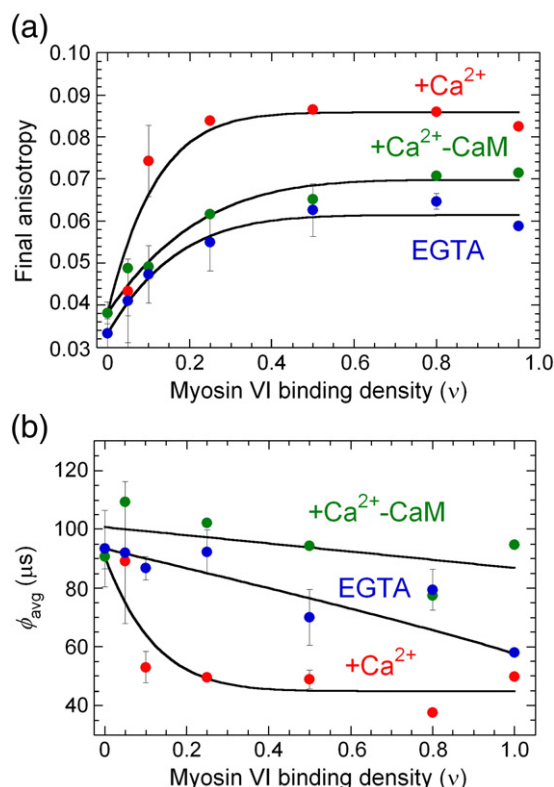 (a)
0.10
0.09
0.08
0.07
0.06
0.05
0.04
0.03
Final anisotropy
+Ca²⁺
+Ca²⁺-CaM
EGTA
0.0 0.2 0.4 0.6 0.8 1.0
Myosin VI binding density (ν)
(b)
120
100
80
60
40
ϕavg (μs)
+Ca²⁺-CaM
EGTA
+Ca²⁺
0.0 0.2 0.4 0.6 0.8 1.0
Myosin VI binding density (ν)